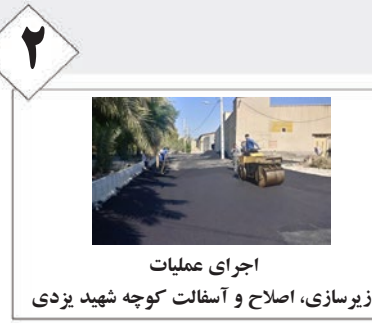 ۲
اجرای عملیات
زیرسازی، اصلاح و آسفالت کوچه شهید یزدی